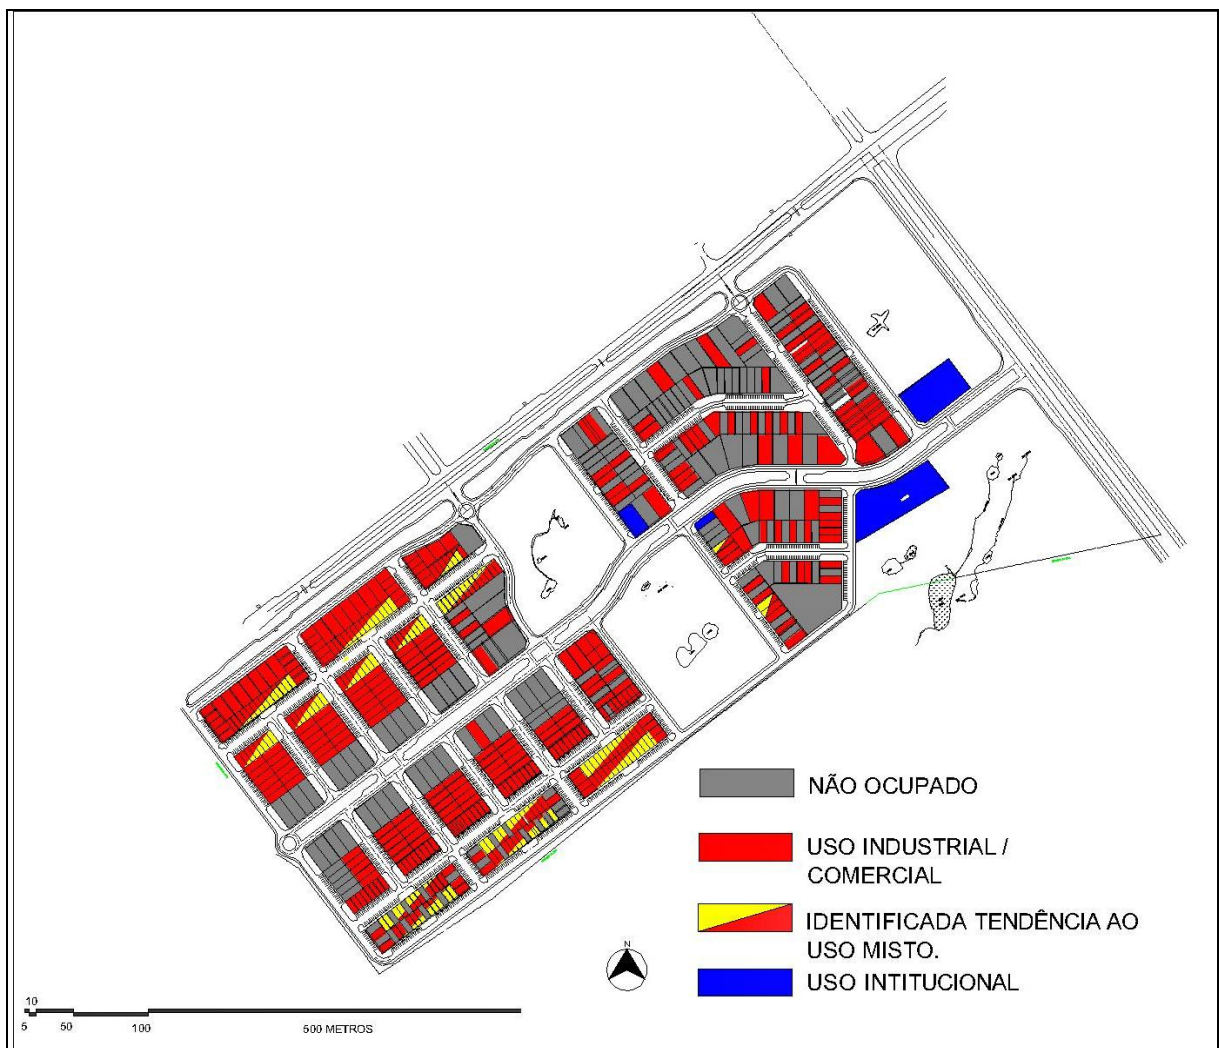 NÃO OCUPADO
USO INDUSTRIAL /
COMERCIAL
IDENTIFICADA TENDÊNCIA AO
USO MISTO.
USO INTITUCIONAL
N
10
5 50 100 500 METROS